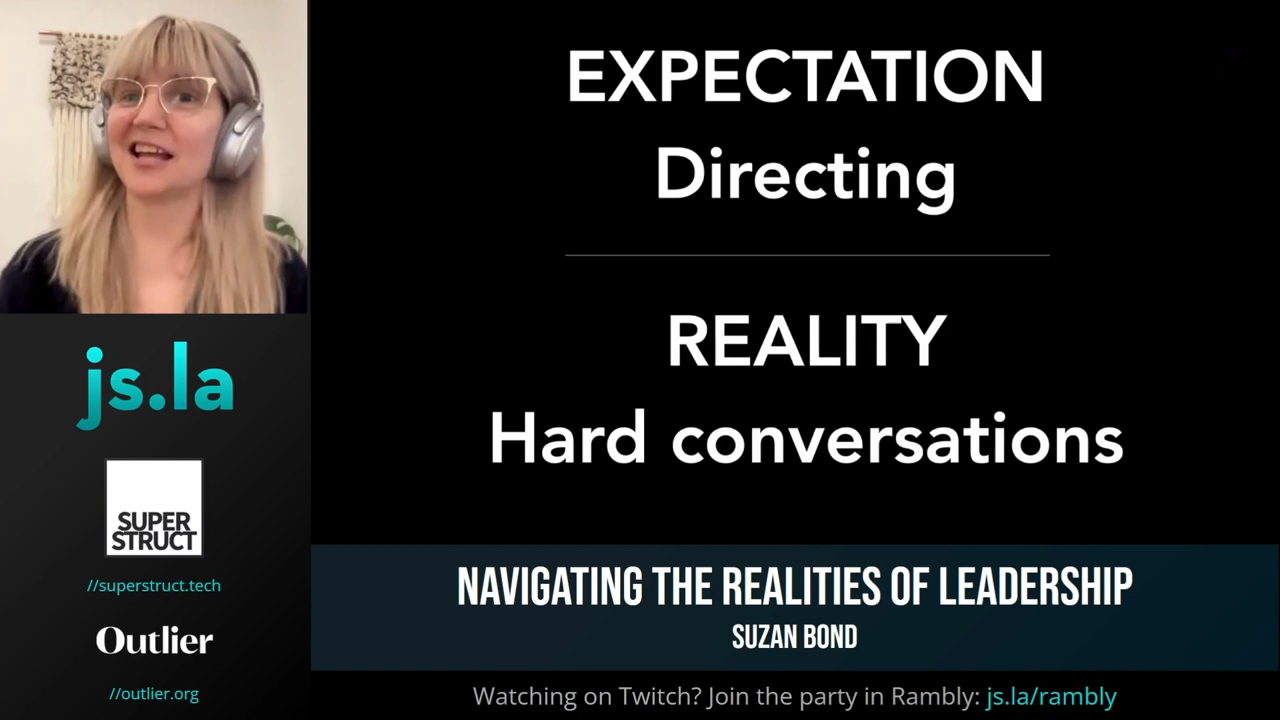 EXPECTATION
Directing
REALITY
Hard conversations
js.la
SUPER
STRUCT
//superstruct.tech
Outlier
//outlier.org
NAVIGATING THE REALITIES OF LEADERSHIP
SUZAN BOND
Watching on Twitch? Join the party in Rambly: js.la/rambly